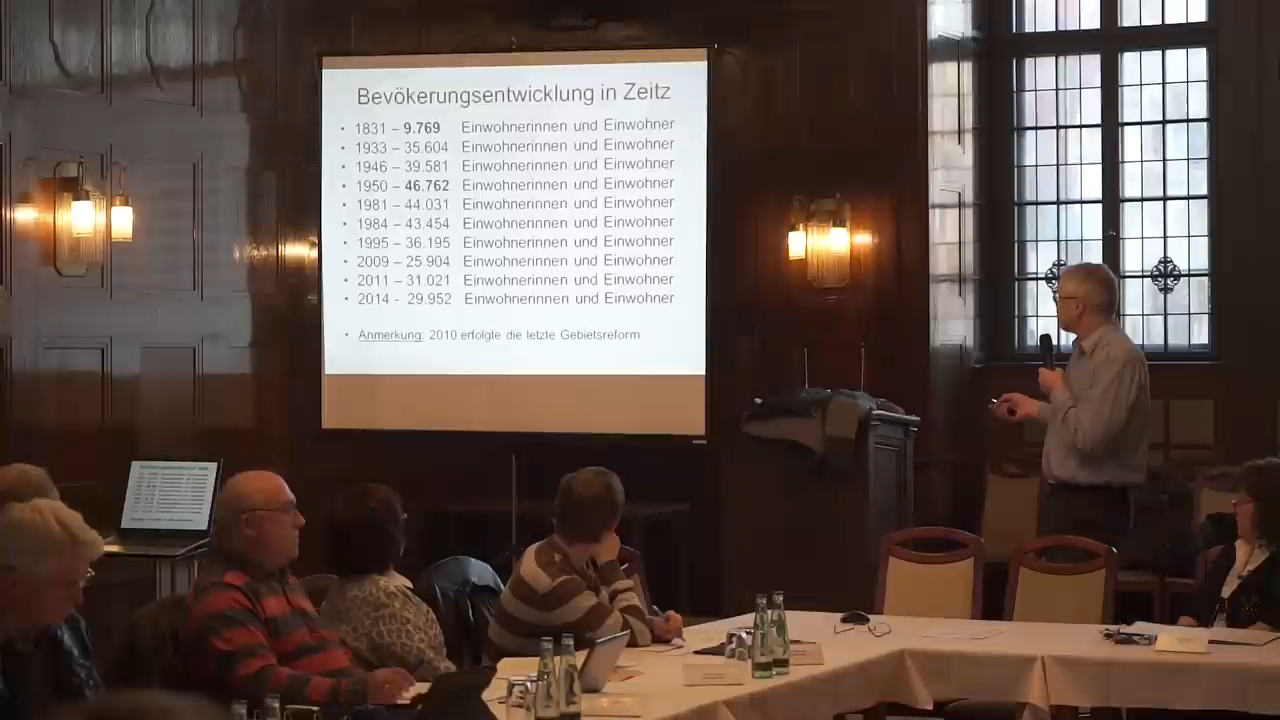 Bevökerungsentwicklung in Zeitz
• 1831 – 9.769 Einwohnerinnen und Einwohner
• 1933 – 35.604 Einwohnerinnen und Einwohner
• 1946 – 39.581 Einwohnerinnen und Einwohner
• 1950 – 46.762 Einwohnerinnen und Einwohner
• 1981 – 44.031 Einwohnerinnen und Einwohner
• 1984 – 43.454 Einwohnerinnen und Einwohner
• 1995 – 36.195 Einwohnerinnen und Einwohner
• 2009 – 25.904 Einwohnerinnen und Einwohner
• 2011 – 31.021 Einwohnerinnen und Einwohner
• 2014 - 29.952 Einwohnerinnen und Einwohner
• Anmerkung: 2010 erfolgte die letzte Gebietsreform